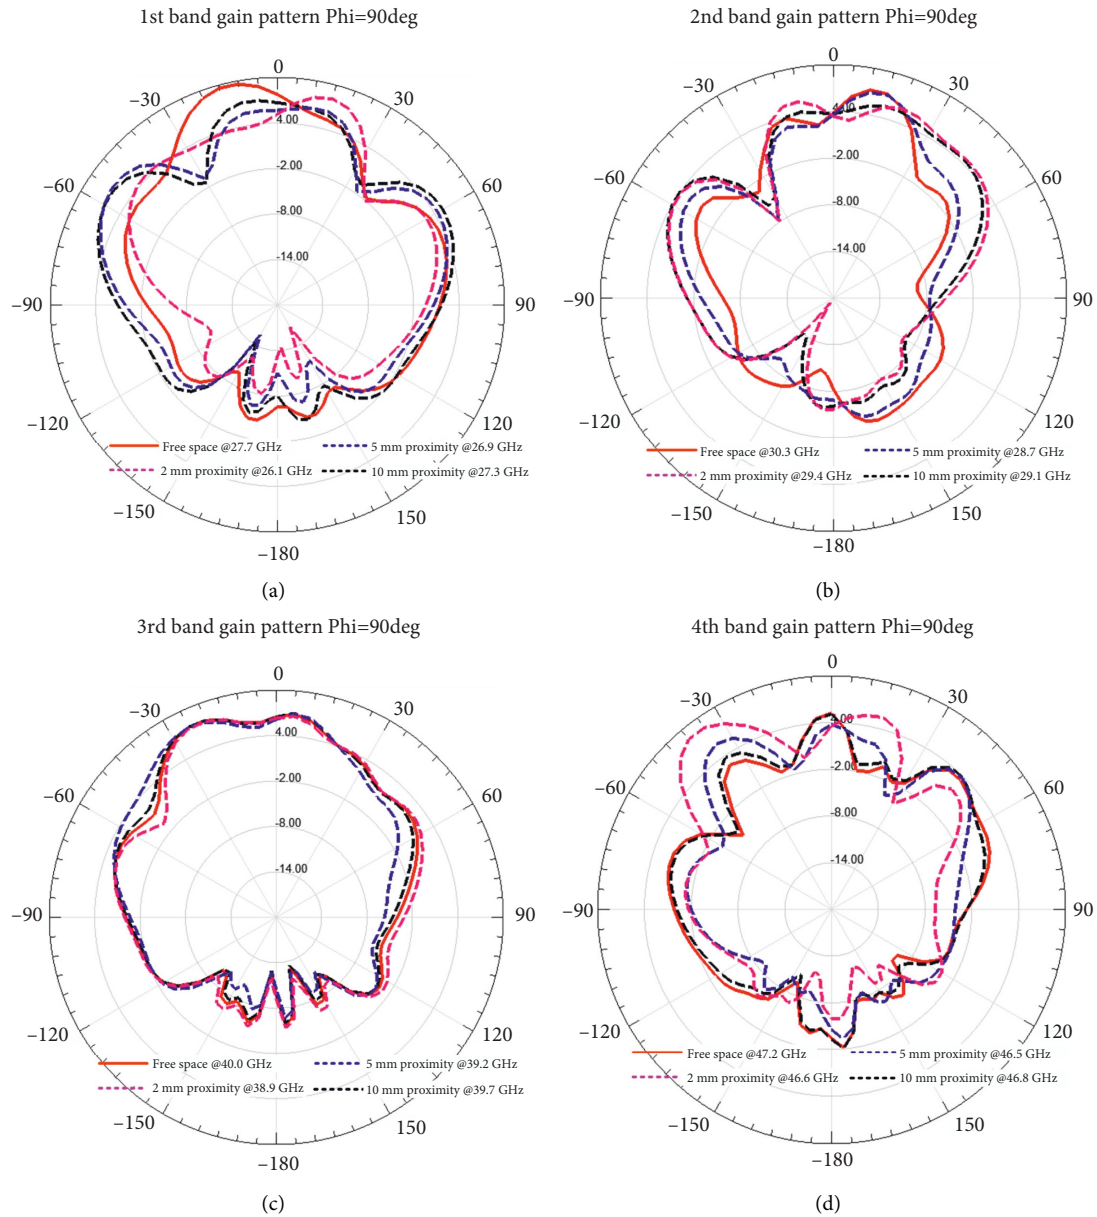 1st band gain pattern Phi=90deg
0
–30 30
4.00
–60 60
-2.00
-8.00
-14.00
–90 90
–120 120
Free space @27.7 GHz 5 mm proximity @26.9 GHz
2 mm proximity @26.1 GHz 10 mm proximity @27.3 GHz
–150 150
–180
(a)
2nd band gain pattern Phi=90deg
0
–30 30
4.00
-2.00
–60 60
-8.00
-14.00
–90 90
–120 120
Free space @30.3 GHz 5 mm proximity @28.7 GHz
2 mm proximity @29.4 GHz 10 mm proximity @29.1 GHz
–150 150
–180
(b)
3rd band gain pattern Phi=90deg
0
–30 30
4.00
-2.00
–60 60
-8.00
-14.00
–90 90
–120 120
Free space @40.0 GHz 5 mm proximity @39.2 GHz
2 mm proximity @38.9 GHz 10 mm proximity @39.7 GHz
–150 150
–180
(c)
4th band gain pattern Phi=90deg
0
–30 30
4.00
-2.00
–60 60
-8.00
-14.00
–90 90
–120 120
Free space @47.2 GHz 5 mm proximity @46.5 GHz
2 mm proximity @46.6 GHz 10 mm proximity @46.8 GHz
–150 150
–180
(d)